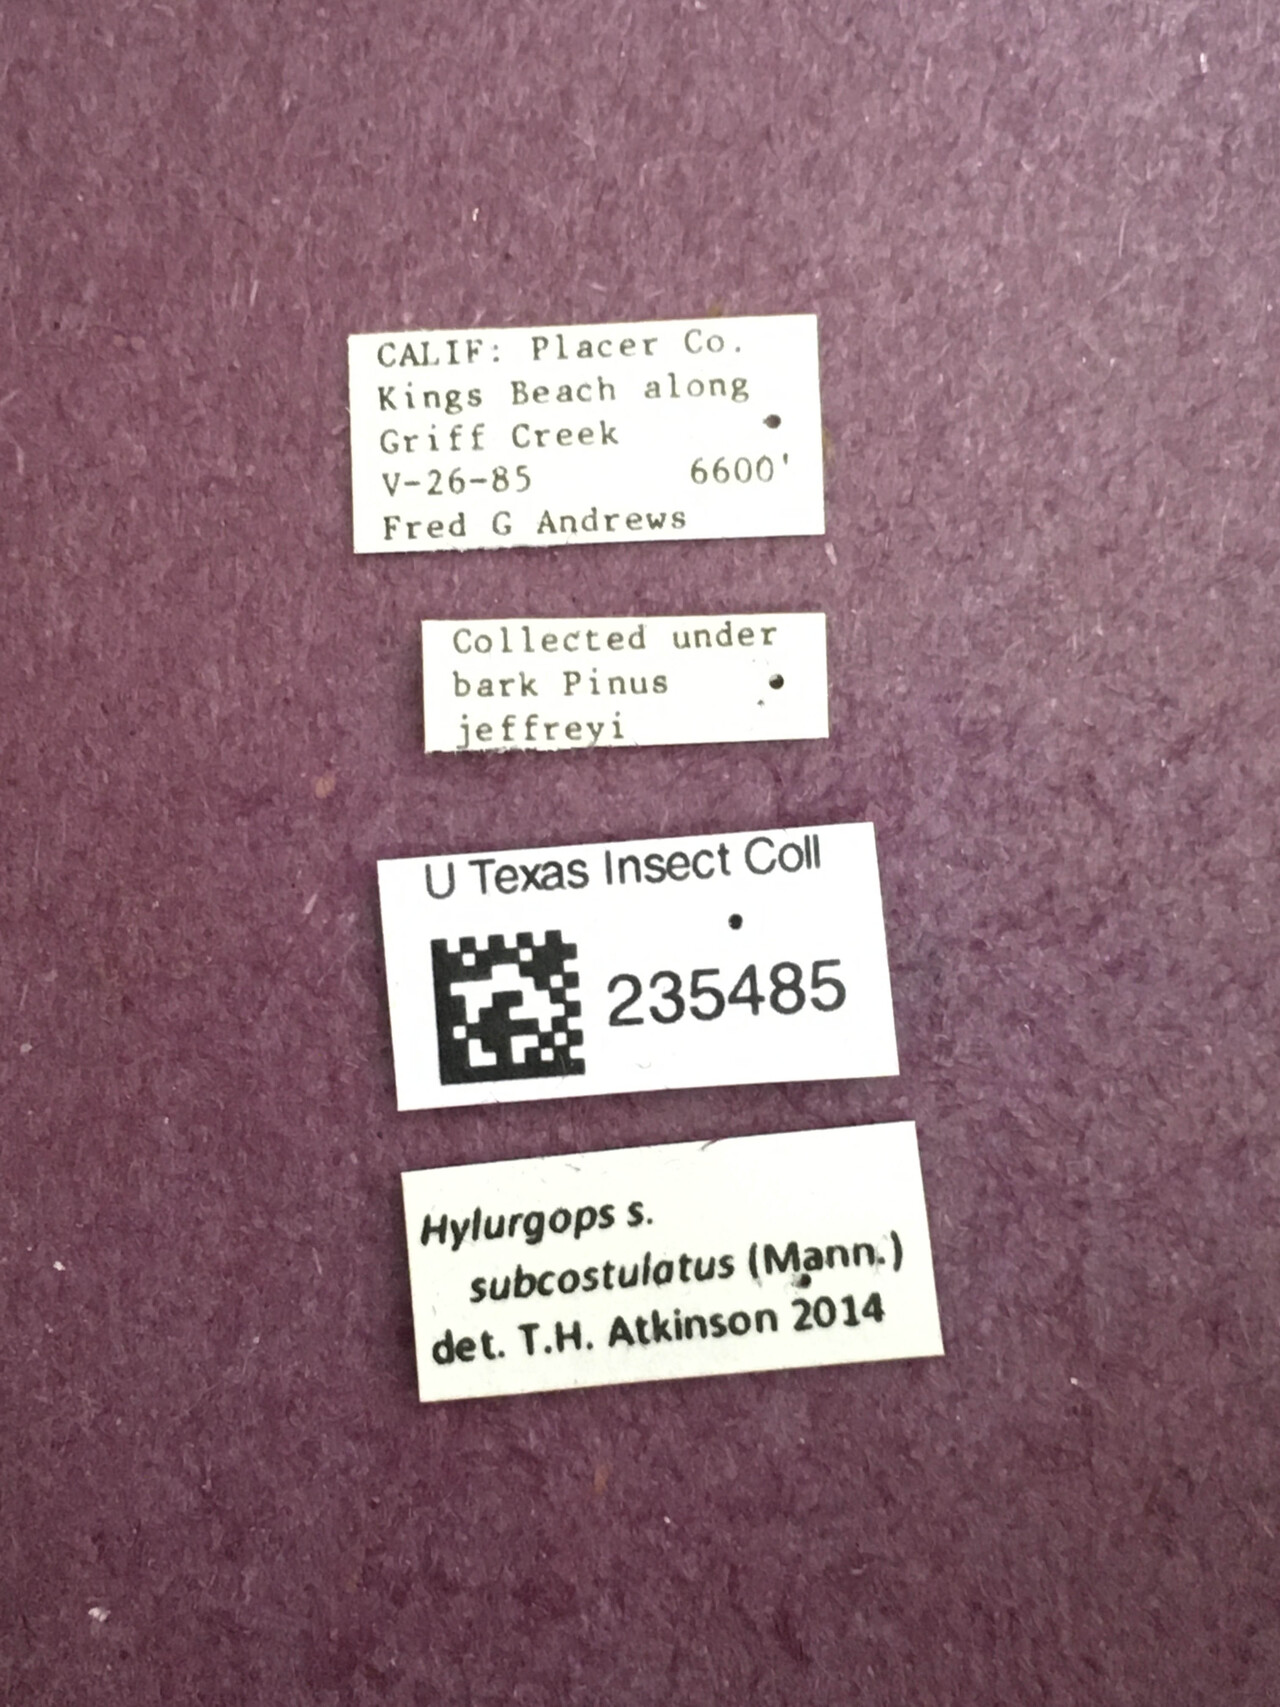 CALIF: Placer Co.
Kings Beach along
Griff Creek
V-26-85 6600'
Fred G Andrews
Collected under
bark Pinus
jeffreyi
U Texas Insect Coll
235485
Hylurgops s.
subcostulatus (Mann.)
det. T.H. Atkinson 2014